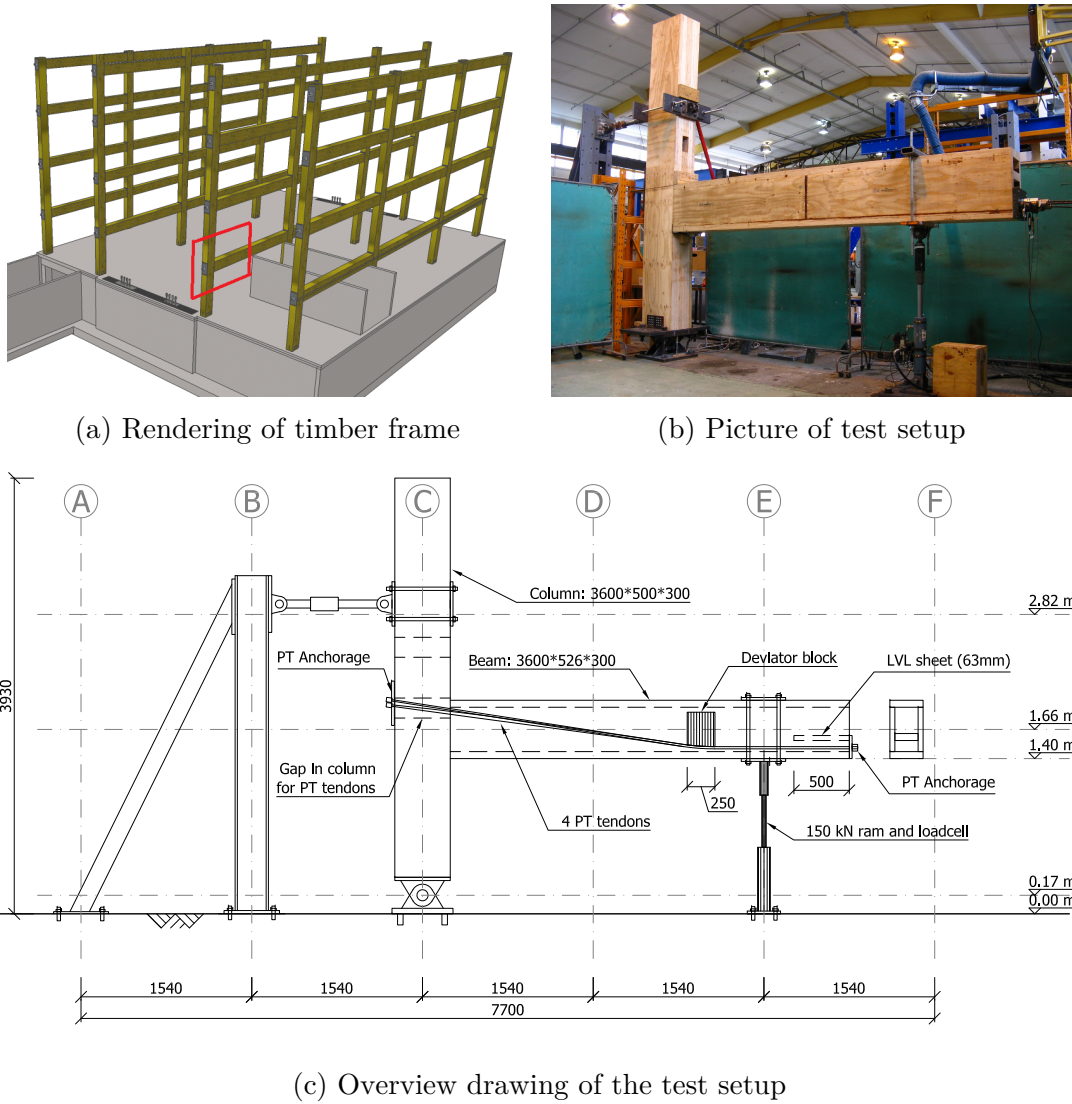 (a) Rendering of timber frame
(b) Picture of test setup
A
B
C
D
E
F
Column: 3600*500*300
2.82 m
PT Anchorage
Beam: 3600*526*300
Deviator block
LVL sheet (63mm)
3930
1.66 m
1.40 m
Gap In column
for PT tendons
500
PT Anchorage
250
4 PT tendons
150 kN ram and loadcell
0.17 m
0.00 m
1540
1540
1540
1540
1540
7700
(c) Overview drawing of the test setup